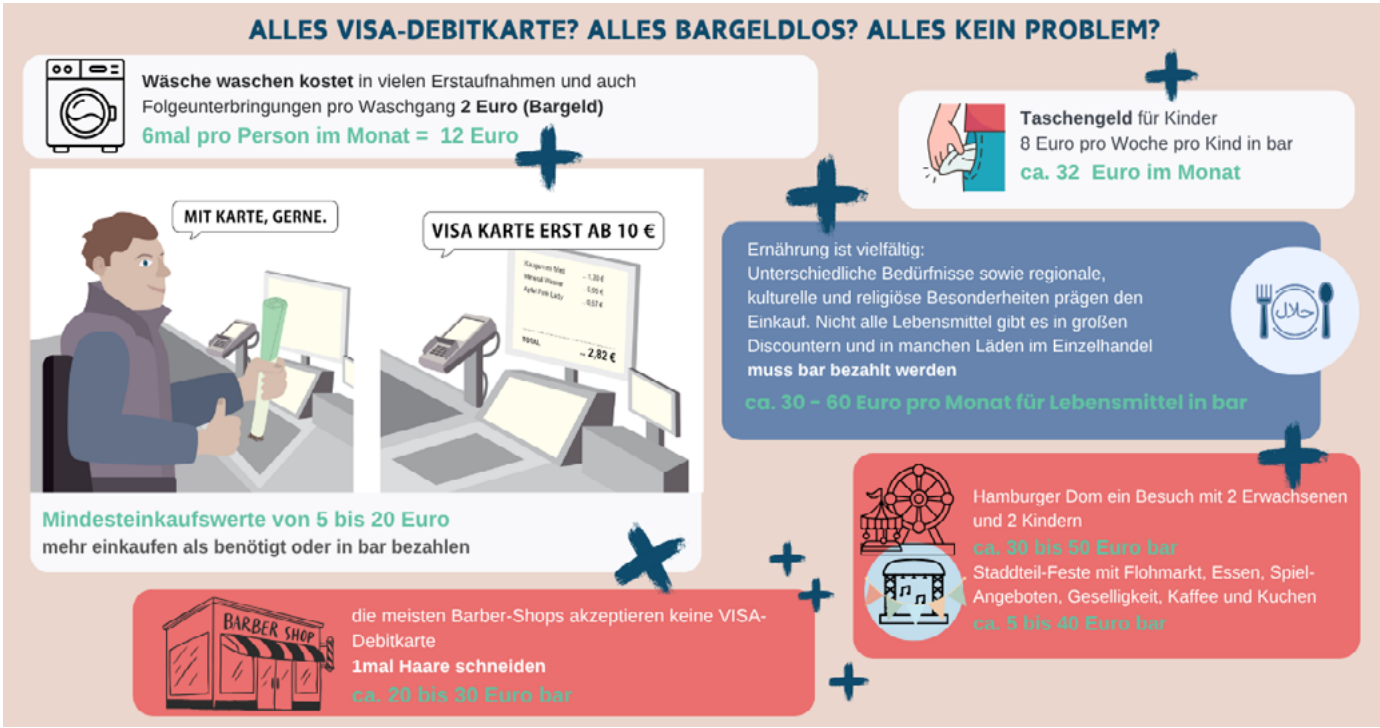 ALLES VISA-DEBITKARTE? ALLES BARGELDLOS? ALLES KEIN PROBLEM?
Wäsche waschen kostet in vielen Erstaufnahmen und auch
Folgeunterbringungen pro Waschgang 2 Euro (Bargeld)
6mal pro Person im Monat = 12 Euro
Taschengeld für Kinder
8 Euro pro Woche pro Kind in bar
ca. 32 Euro im Monat
MIT KARTE, GERNE.
VISA KARTE ERST AB 10 €
Mineral Wasser
TOTAL 2,82 €
Ernährung ist vielfältig:
Unterschiedliche Bedürfnisse sowie regionale,
kulturelle und religiöse Besonderheiten prägen den
Einkauf. Nicht alle Lebensmittel gibt es in großen
Discountern und in manchen Läden im Einzelhandel
muss bar bezahlt werden
ca. 30 - 60 Euro pro Monat für Lebensmittel in bar
حلال
Mindesteinkaufswerte von 5 bis 20 Euro
mehr einkaufen als benötigt oder in bar bezahlen
Hamburger Dom ein Besuch mit 2 Erwachsenen
und 2 Kindern
ca. 30 bis 50 Euro bar
Staddteil-Feste mit Flohmarkt, Essen, Spiel-
Angeboten, Geselligkeit, Kaffee und Kuchen
ca. 5 bis 40 Euro bar
BARBER SHOP
die meisten Barber-Shops akzeptieren keine VISA-
Debitkarte
1mal Haare schneiden
ca. 20 bis 30 Euro bar